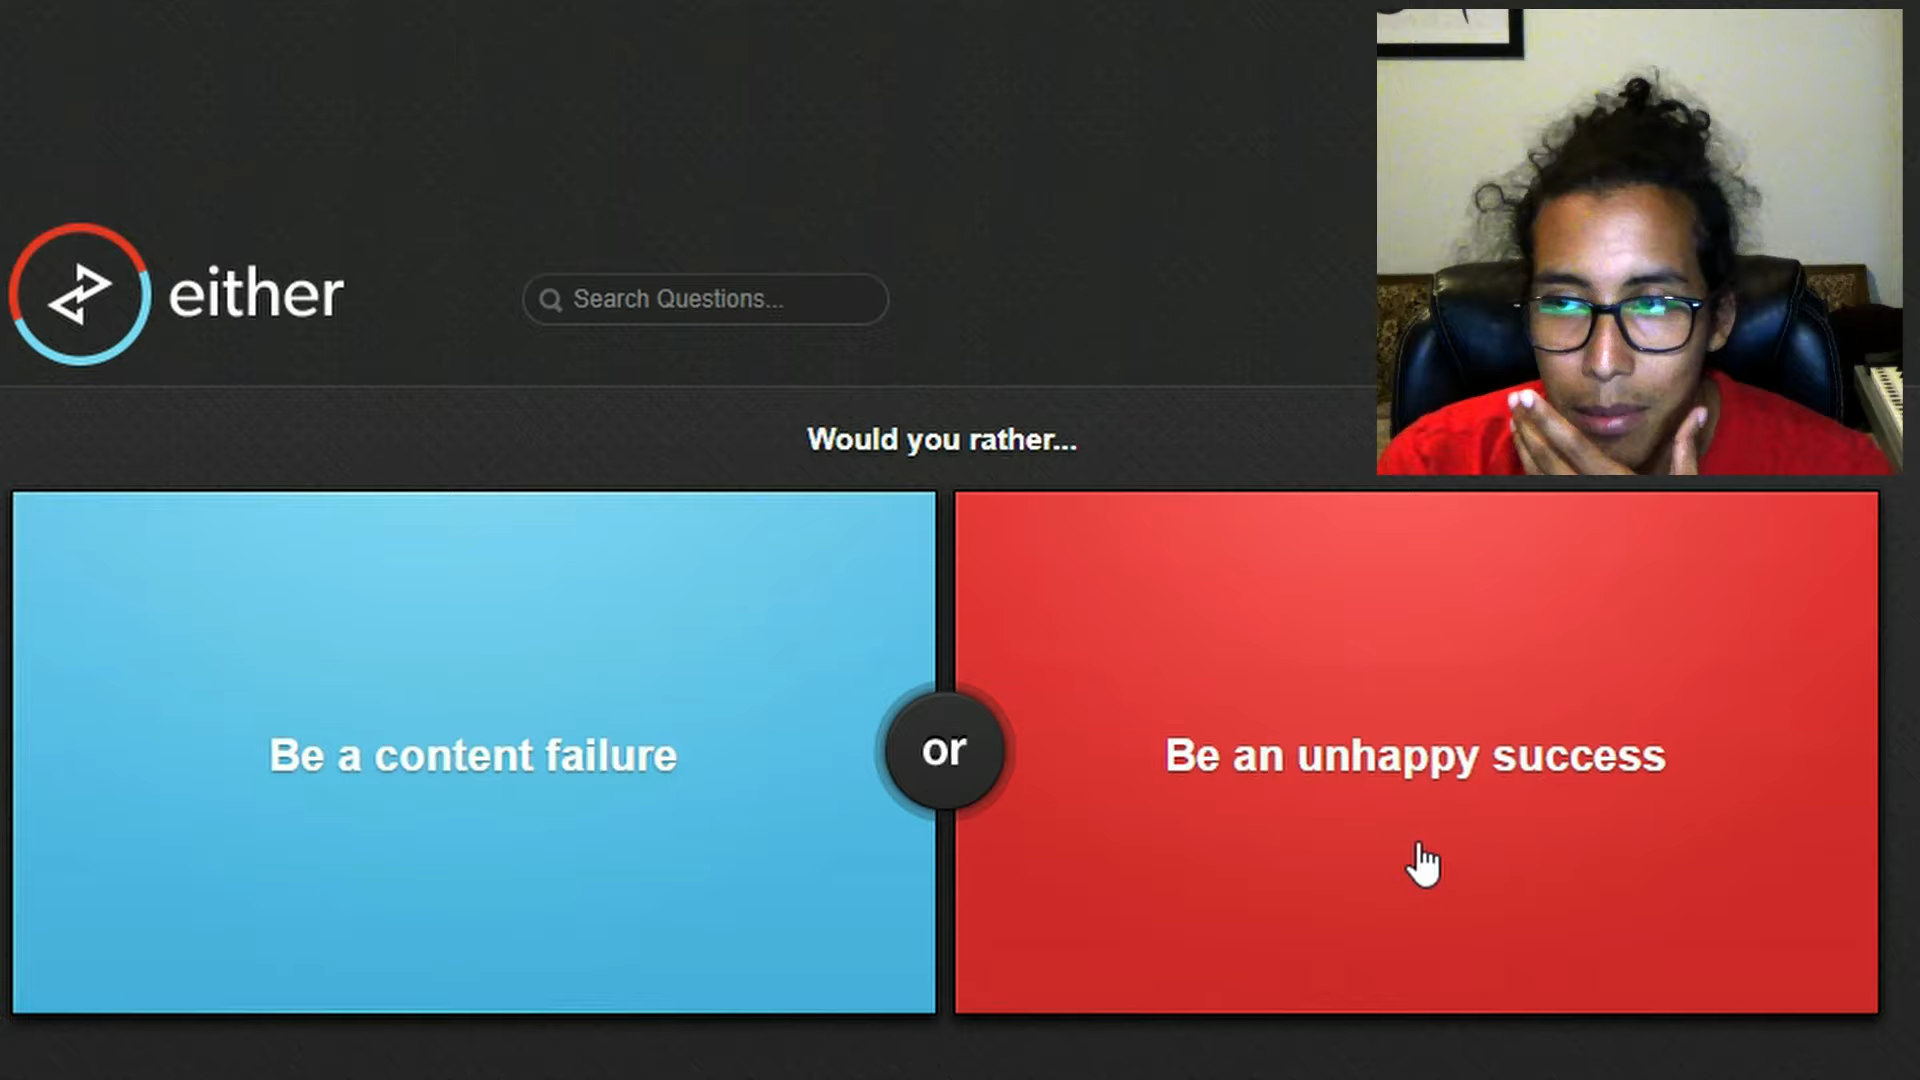 either
Search Questions...
Would you rather...
Be a content failure
or
Be an unhappy success